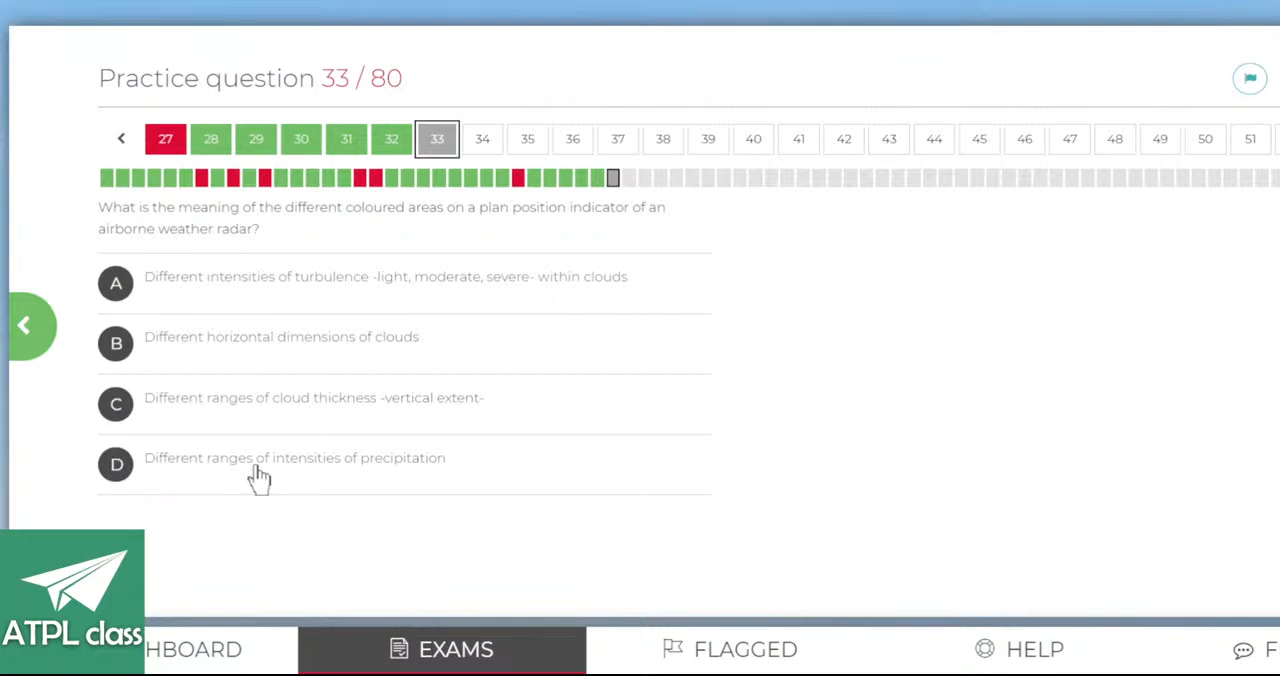 Practice question 33 / 80
27 28 29 30 31 32 33 34 35 36 37 38 39 40 41 42 43 44 45 46 47 48 49 50 51
What is the meaning of the different coloured areas on a plan position indicator of an
airborne weather radar?
A Different intensities of turbulence -light, moderate, severe- within clouds
B Different horizontal dimensions of clouds
C Different ranges of cloud thickness -vertical extent-
D Different ranges of intensities of precipitation
ATPL class
HBOARD EXAMS FLAGGED HELP F